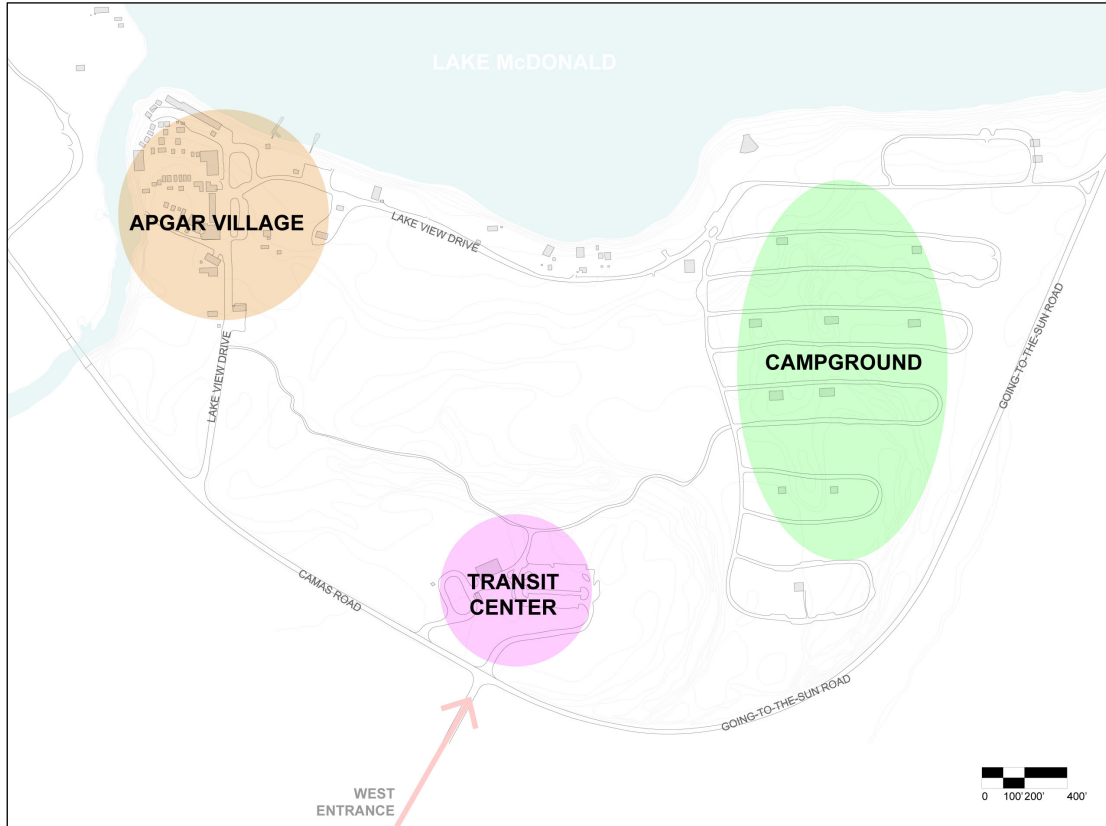 LAKE McDONALD
APGAR VILLAGE
LAKE VIEW DRIVE
LAKE VIEW DRIVE
CAMPGROUND
GOING-TO-THE-SUN ROAD
TRANSIT
CENTER
CAMAS ROAD
GOING-TO-THE-SUN ROAD
WEST
ENTRANCE
0 100' 200' 400'